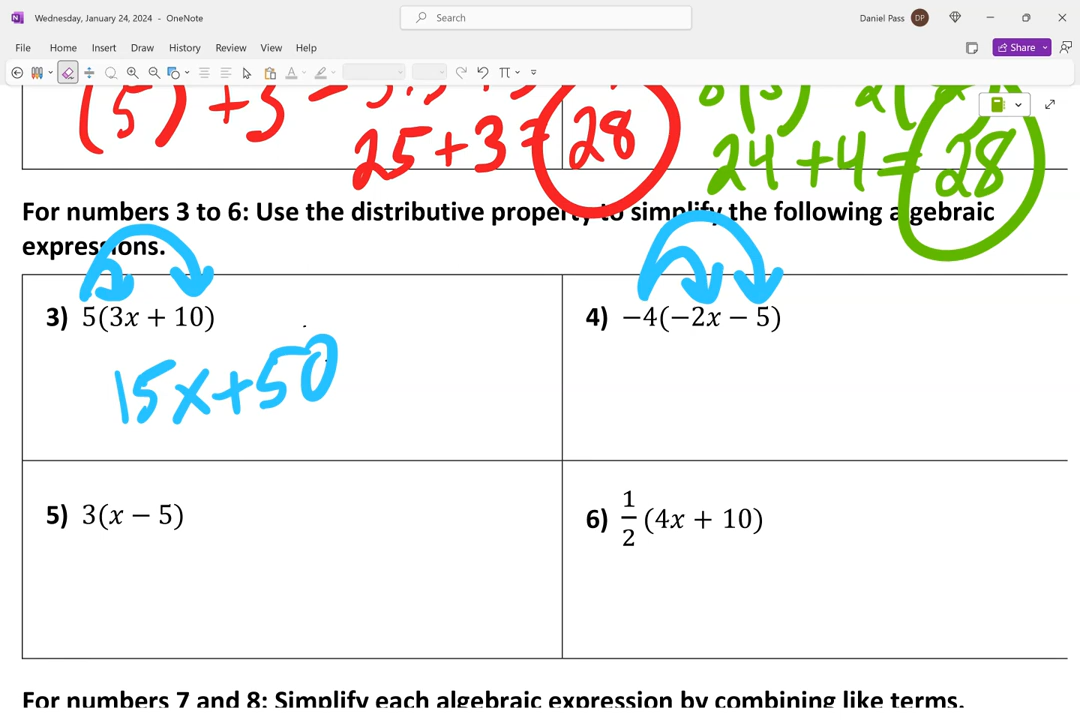 Wednesday, January 24, 2024 - OneNote
Search
Daniel Pass DP
File Home Insert Draw History Review View Help
Share
(5) +3
25+3=28
24+4=28
For numbers 3 to 6: Use the distributive property to simplify the following algebraic
expressions.
3) 5(3x + 10)
15x+50
4) −4(−2x − 5)
5) 3(x − 5)
6) 1/2 (4x + 10)
For numbers 7 and 8: Simplify each algebraic expression by combining like terms.